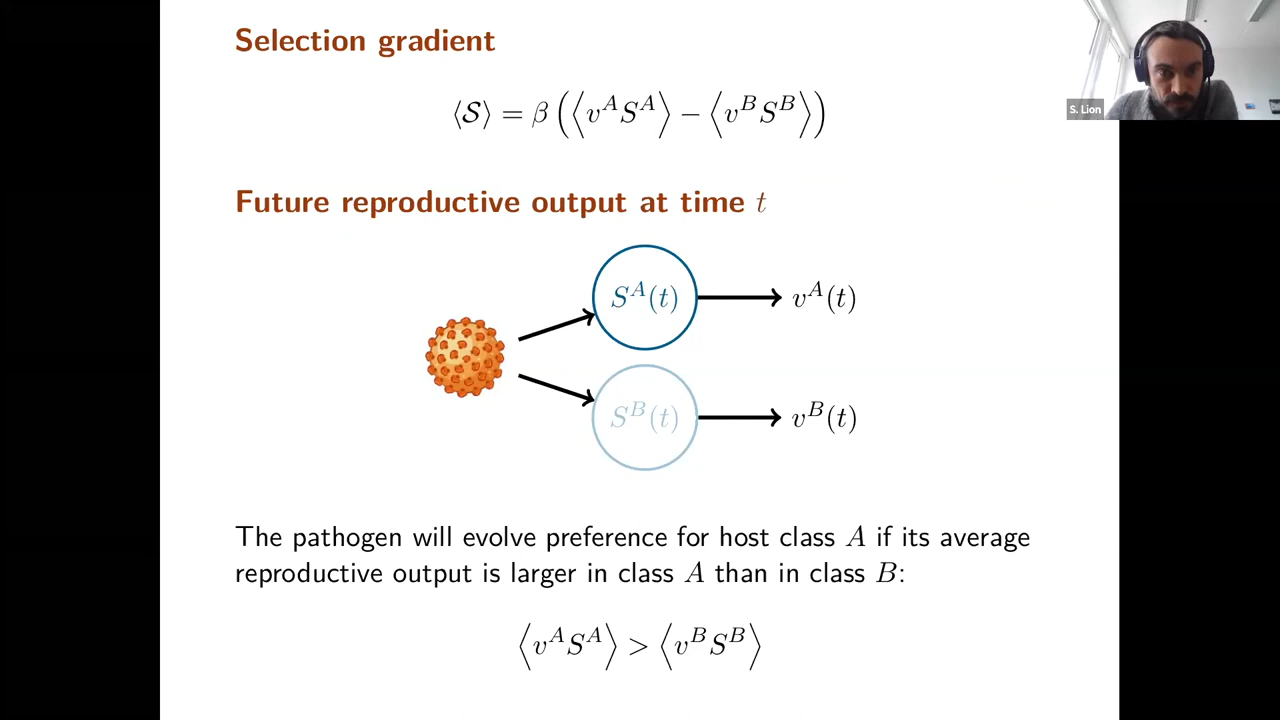 Selection gradient
⟨𝒮⟩ = β (⟨v^A S^A⟩ − ⟨v^B S^B⟩)
S. Lion
Future reproductive output at time t
S^A(t) v^A(t)
S^B(t) v^B(t)
The pathogen will evolve preference for host class A if its average
reproductive output is larger in class A than in class B:
⟨v^A S^A⟩ > ⟨v^B S^B⟩